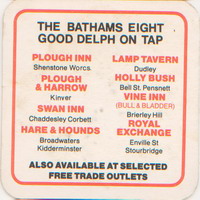 THE BATHAMS EIGHT
GOOD DELPH ON TAP
PLOUGH INN
Shenstone Worcs
PLOUGH
& HARROW
Kinver
SWAN INN
Chaddesley Corbett
HARE & HOUNDS
Broadwaters
Kidderminster
LAMP TAVERN
Dudley
HOLLY BUSH
Bell St. Pensnett
VINE INN
(BULL & BLADDER)
Brierley Hill
ROYAL
EXCHANGE
Enville St
Stourbridge
ALSO AVAILABLE AT SELECTED
FREE TRADE OUTLETS